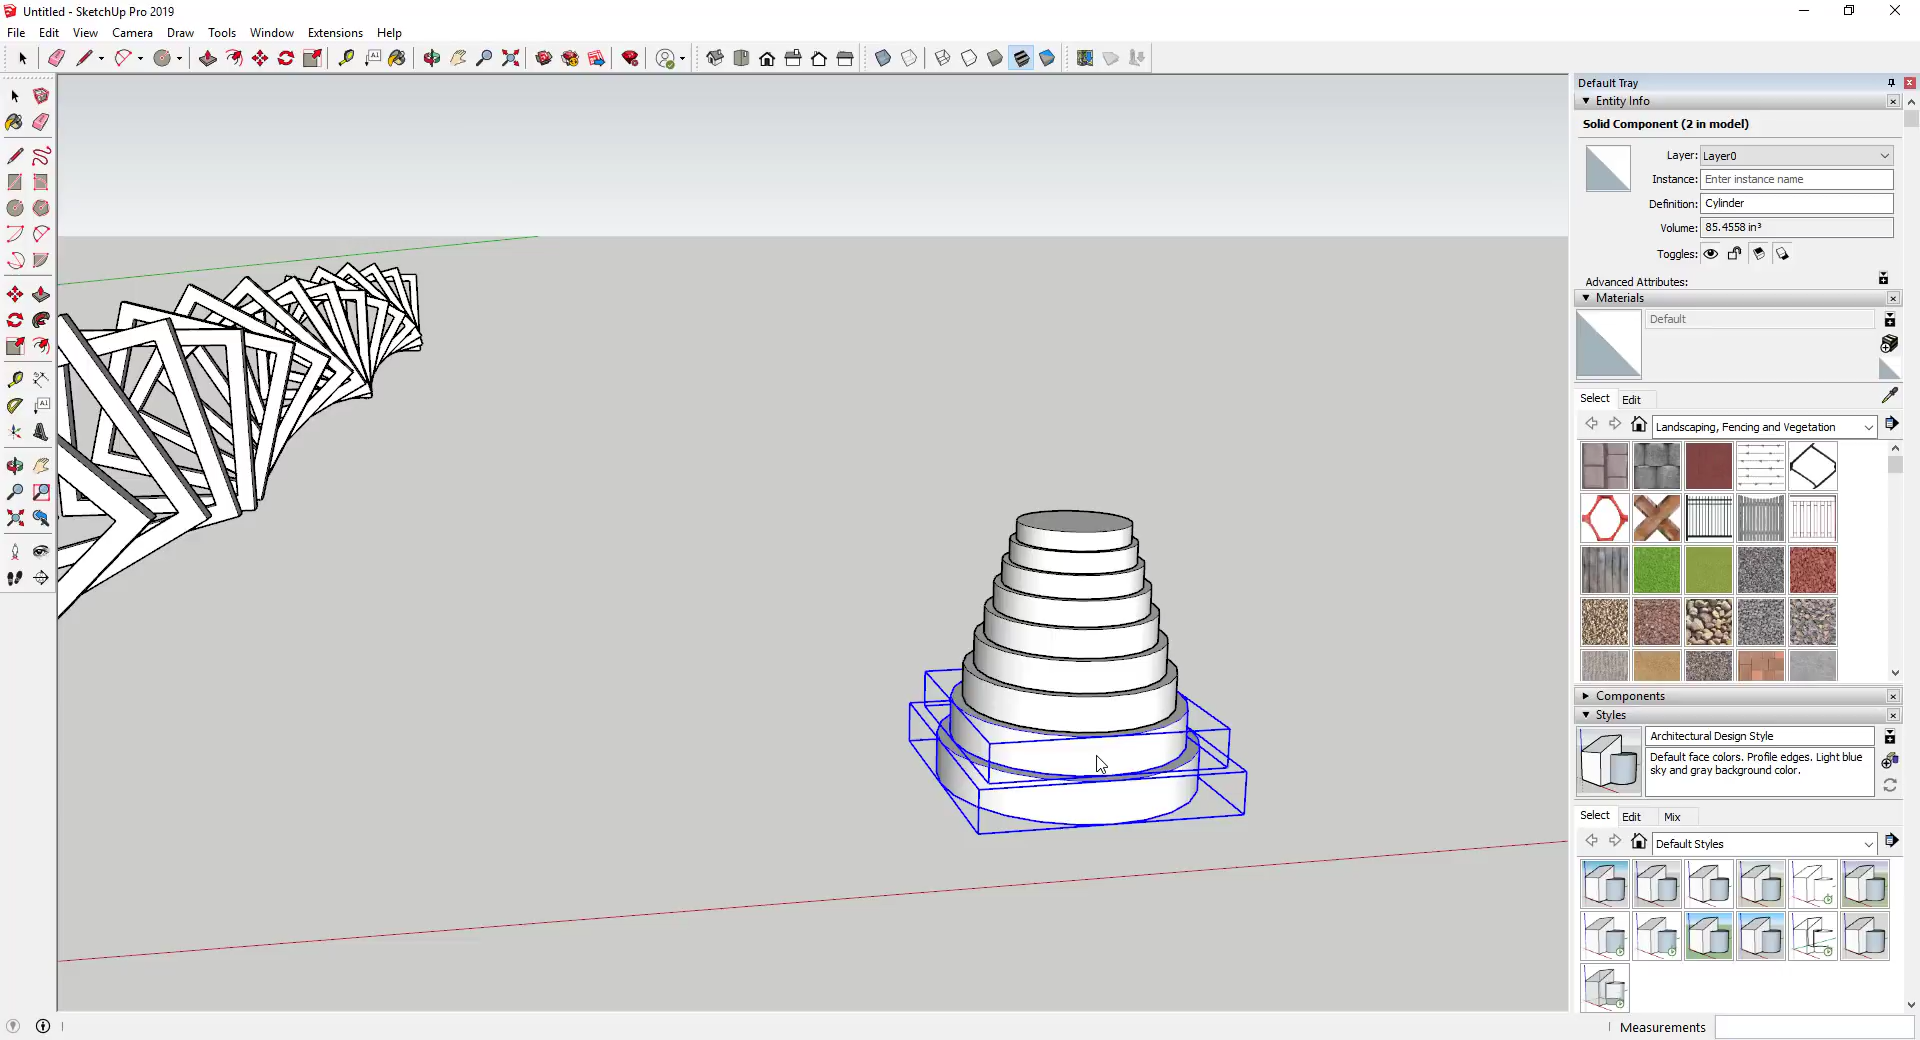 Untitled - SketchUp Pro 2019
File Edit View Camera Draw Tools Window Extensions Help
Default Tray
Entity Info
Solid Component (2 in model)
Layer: Layer0
Instance: Enter instance name
Definition: Cylinder
Volume: 85.4558 in³
Toggles:
Advanced Attributes:
Materials
Default
Select Edit
Landscaping, Fencing and Vegetation
Components
Styles
Architectural Design Style
Default face colors. Profile edges. Light blue
sky and gray background color.
Select Edit Mix
Default Styles
Measurements